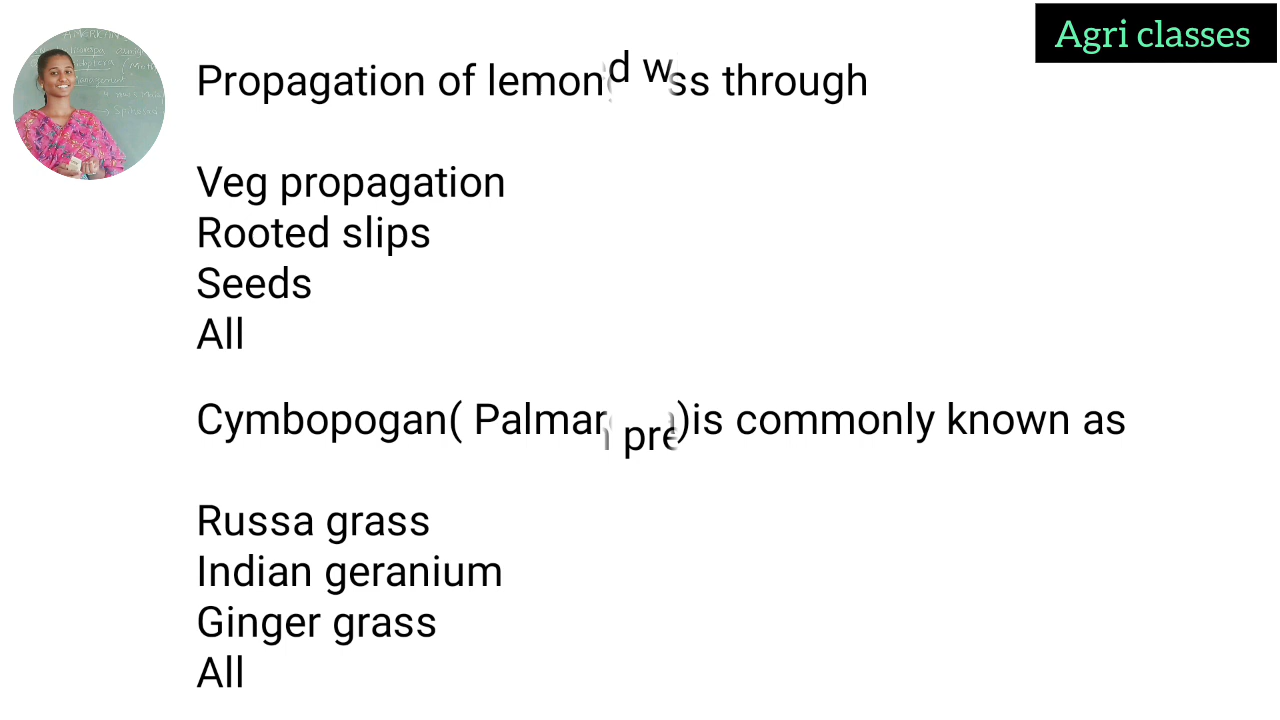 Agri classes
Propagation of through
Veg propagation
Rooted slips
Seeds
All
Cymbopogan( is commonly known as
Russa grass
Indian geranium
Ginger grass
All